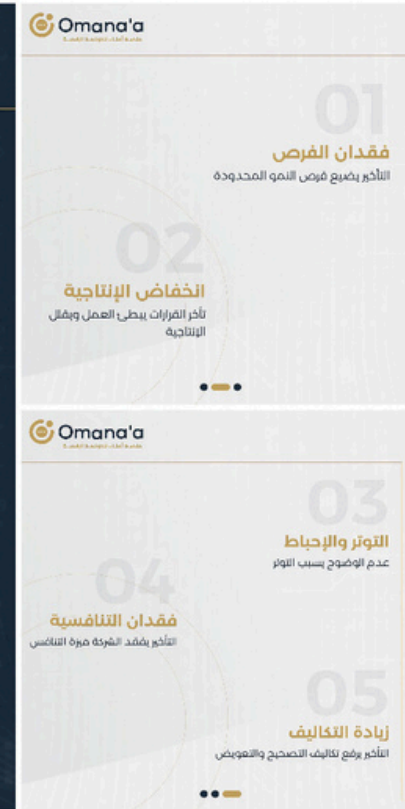 Omana'a
01
فقدان الفرص
التأخير يضيع فرص النمو المحدودة
02
انخفاض الإنتاجية
تأخر القرارات يبطئ العمل ويقلل
الإنتاجية
Omana'a
03
التوتر والإحباط
عدم الوضوح يسبب التوتر
04
فقدان التنافسية
التأخير يفقد الشركة ميزة التنافس
05
زيادة التكاليف
التأخير يرفع تكاليف التصحيح والتعويض